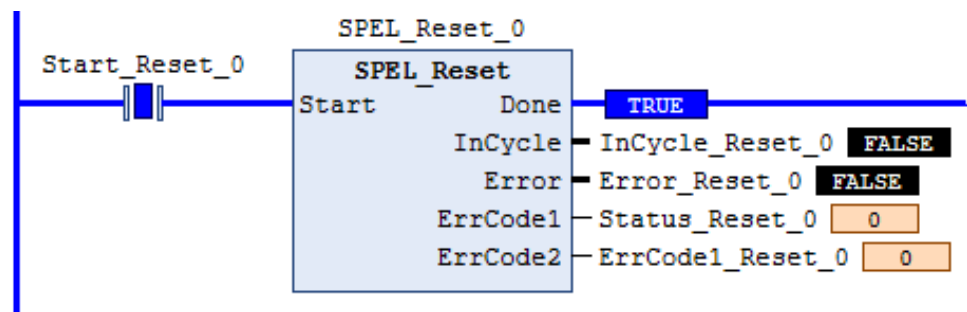 SPEL_Reset_0
Start_Reset_0
SPEL_Reset
Start Done TRUE
InCycle InCycle_Reset_0 FALSE
Error Error_Reset_0 FALSE
ErrCode1 Status_Reset_0 0
ErrCode2 ErrCode1_Reset_0 0